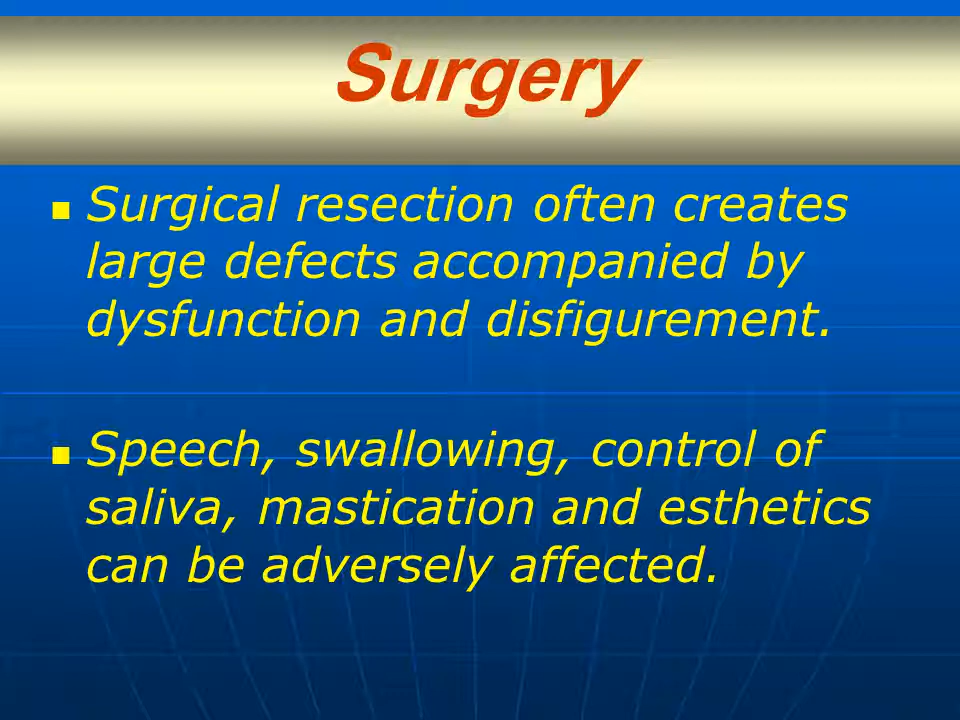 Surgery
Surgical resection often creates
large defects accompanied by
dysfunction and disfigurement.
Speech, swallowing, control of
saliva, mastication and esthetics
can be adversely affected.